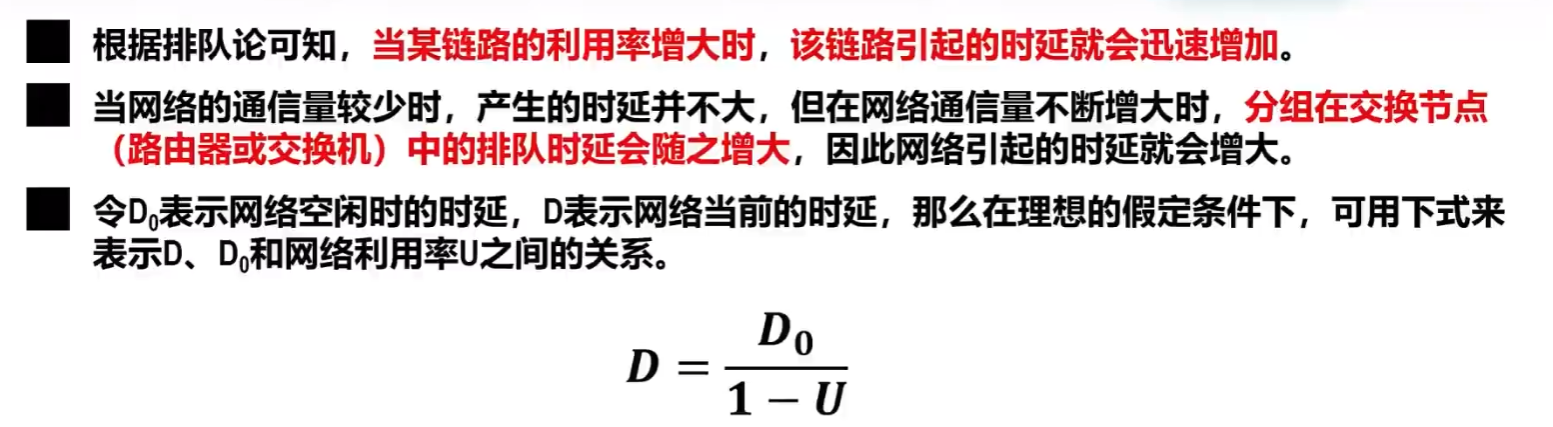 根据排队论可知，当某链路的利用率增大时，该链路引起的时延就会迅速增加。
当网络的通信量较少时，产生的时延并不大，但在网络通信量不断增大时，分组在交换节点
（路由器或交换机）中的排队时延会随之增大，因此网络引起的时延就会增大。
令D₀表示网络空闲时的时延，D表示网络当前的时延，那么在理想的假定条件下，可用下式来
表示D、D₀和网络利用率U之间的关系。
D = D₀ / (1 − U)